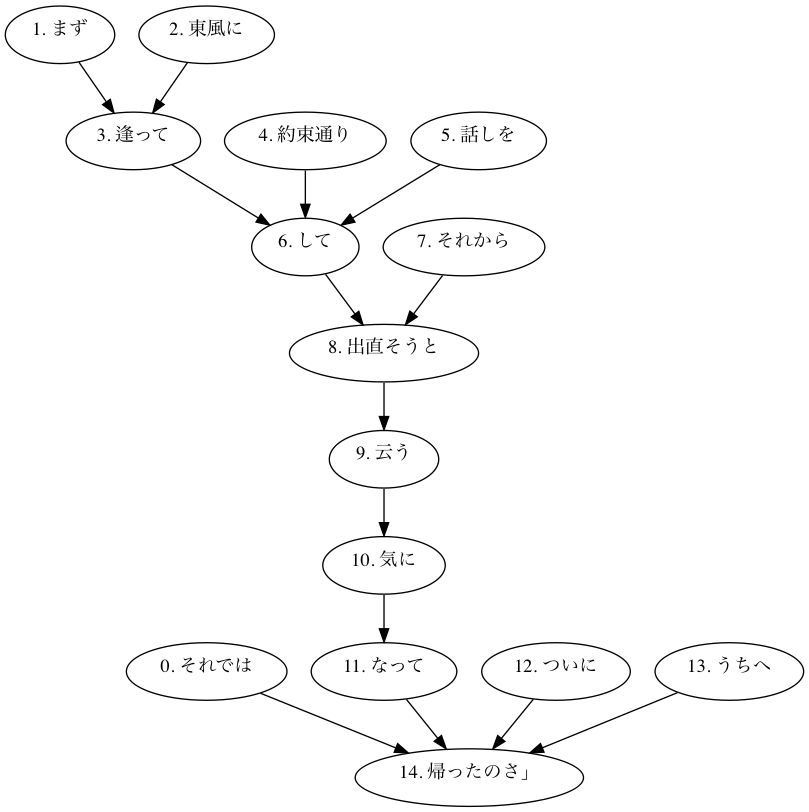 1. まず
2. 東風に
3. 逢って
4. 約束通り
5. 話しを
6. して
7. それから
8. 出直そうと
9. 云う
10. 気に
0. それでは
11. なって
12. ついに
13. うちへ
14. 帰ったのさ」